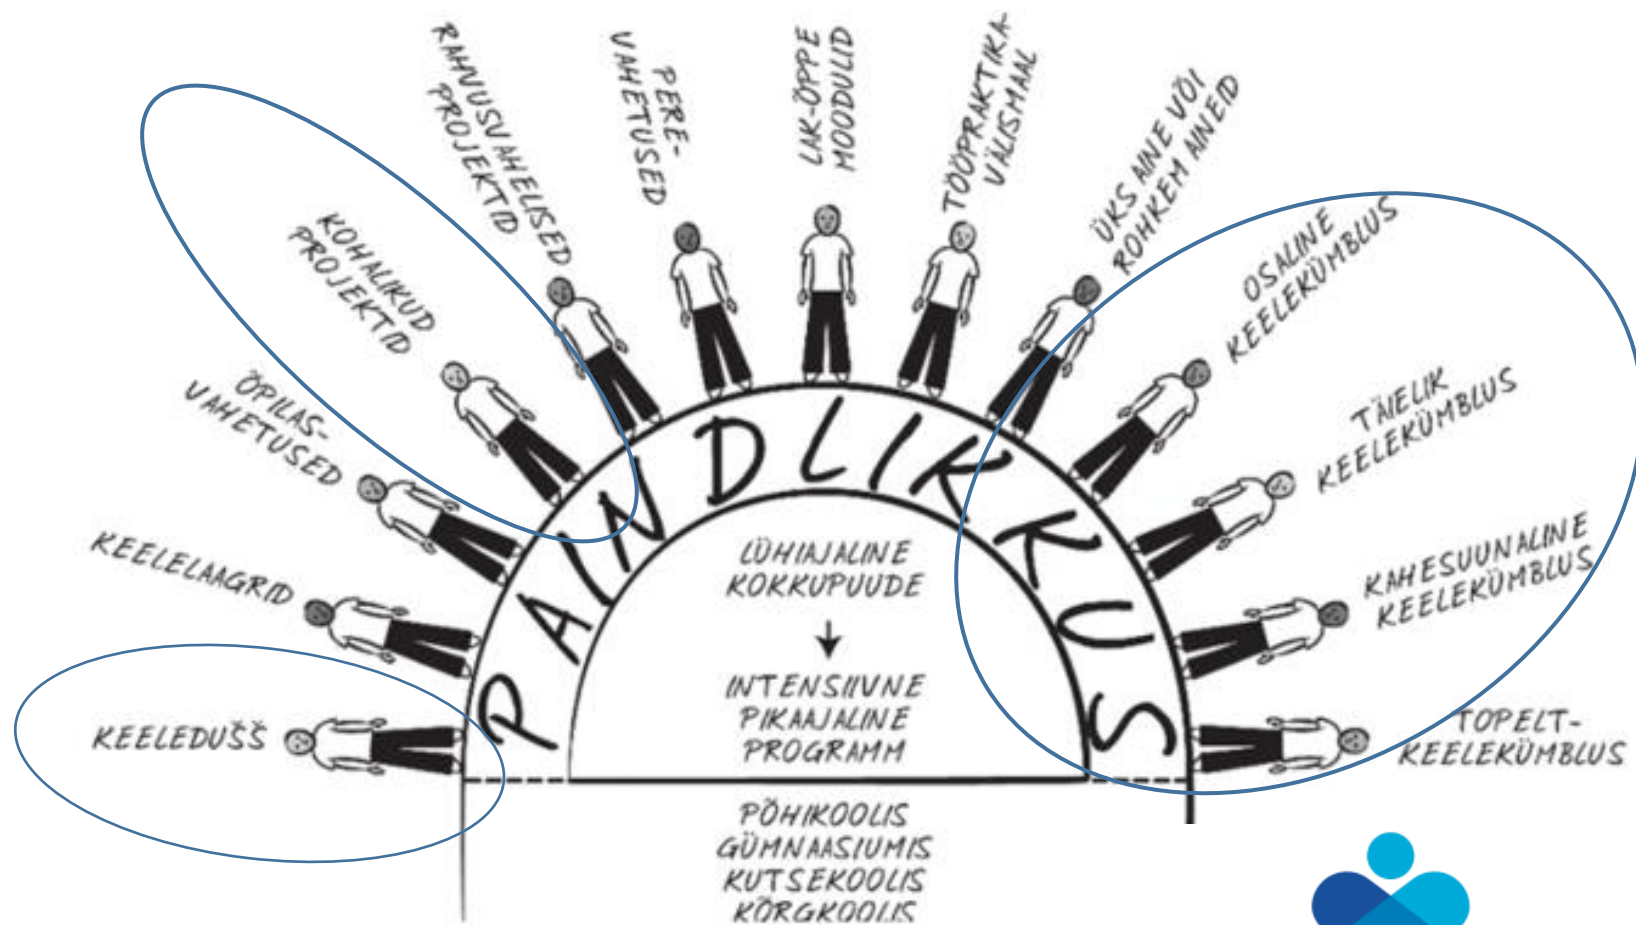 KEELEDUŠŠ
KEELELAAGRID
ÕPILAS-
VAHETUSED
KOHALIKUD
PROJEKTID
RAHVUSVAHELISED
PROJEKTID
PERE-
VAHETUSED
LAK-ÕPPE
MOODULID
TÖÖPRAKTIKA-
VÄLISMAAL
ÜKS AINE VÕI
ROHKEM AINEID
OSALINE
KEELEKÜMBLUS
TÄIELIK
KEELEKÜMBLUS
KAHESUUNALINE
KEELEKÜMBLUS
TOPELT-
KEELEKÜMBLUS
PAINDLIKKUS
LÜHIAJALINE
KOKKUPUUDE
INTENSIIVNE
PIKAAJALINE
PROGRAMM
PÕHIKOOLIS
GÜMNAASIUMIS
KUTSEKOOLIS
KÕRGKOOLIS